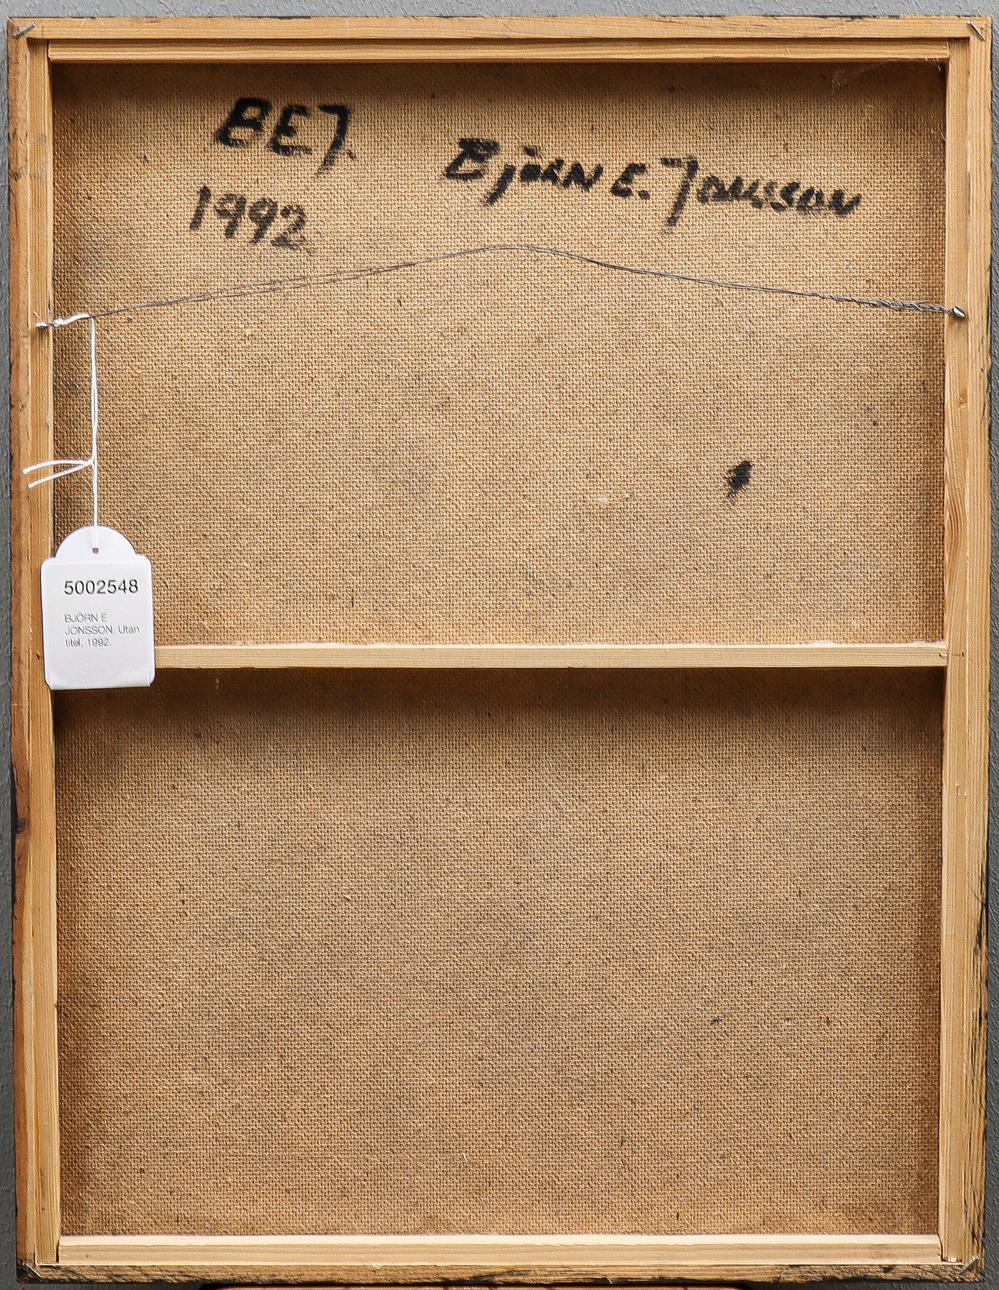 BEJ.
1992
Björn E. Jonsson
5002548
BJÖRN E
JONSSON. Utan
titel, 1992.